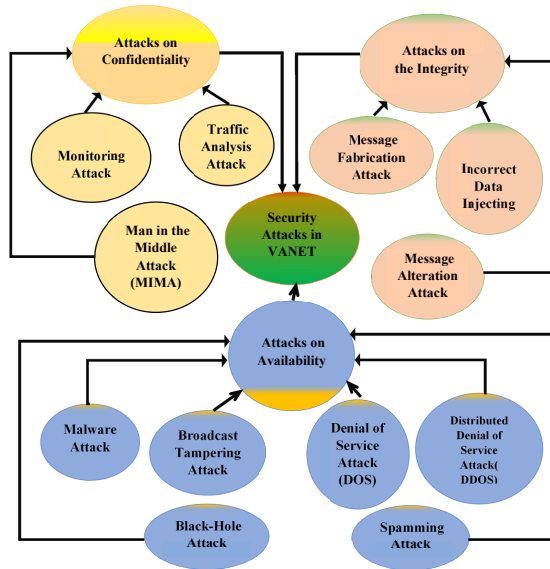 Attacks on
Confidentiality
Attacks on
the Integrity
Monitoring
Attack
Traffic
Analysis
Attack
Message
Fabrication
Attack
Incorrect
Data
Injecting
Man in the
Middle
Attack
(MIMA)
Security
Attacks in
VANET
Message
Alteration
Attack
Attacks on
Availability
Malware
Attack
Broadcast
Tampering
Attack
Denial of
Service
Attack
(DOS)
Distributed
Denial of
Service
Attack(
DDOS)
Black-Hole
Attack
Spamming
Attack